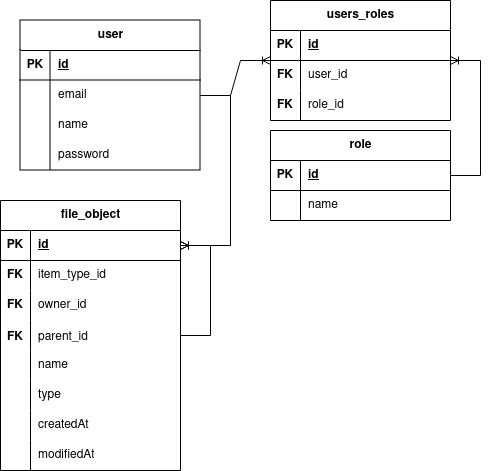 user
PK id
email
name
password
users_roles
PK id
FK user_id
FK role_id
role
PK id
name
file_object
PK id
FK item_type_id
FK owner_id
FK parent_id
name
type
createdAt
modifiedAt